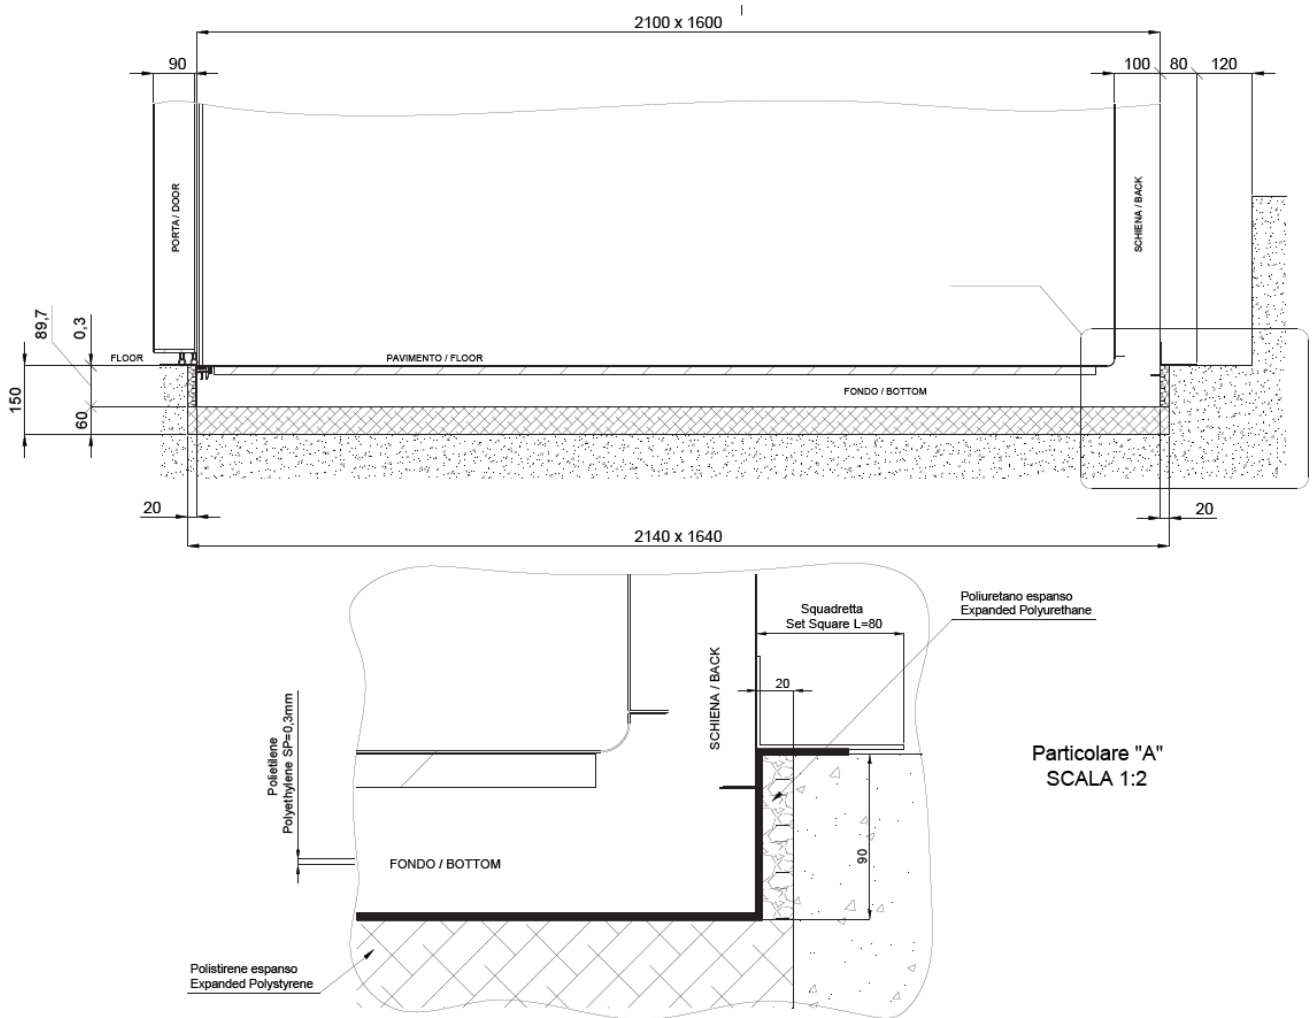 2100 x 1600
90
100
80
120
PORTA / DOOR
SCHIENA / BACK
89,7
0,3
FLOOR
PAVIMENTO / FLOOR
150
60
FONDO / BOTTOM
20
20
2140 x 1640
Poliuretano espanso
Expanded Polyurethane
Squadretta
Set Square L=80
SCHIENA / BACK
20
Polietilene
Polyethylene SP=0,3mm
Particolare "A"
SCALA 1:2
90
FONDO / BOTTOM
Polistirene espanso
Expanded Polystyrene